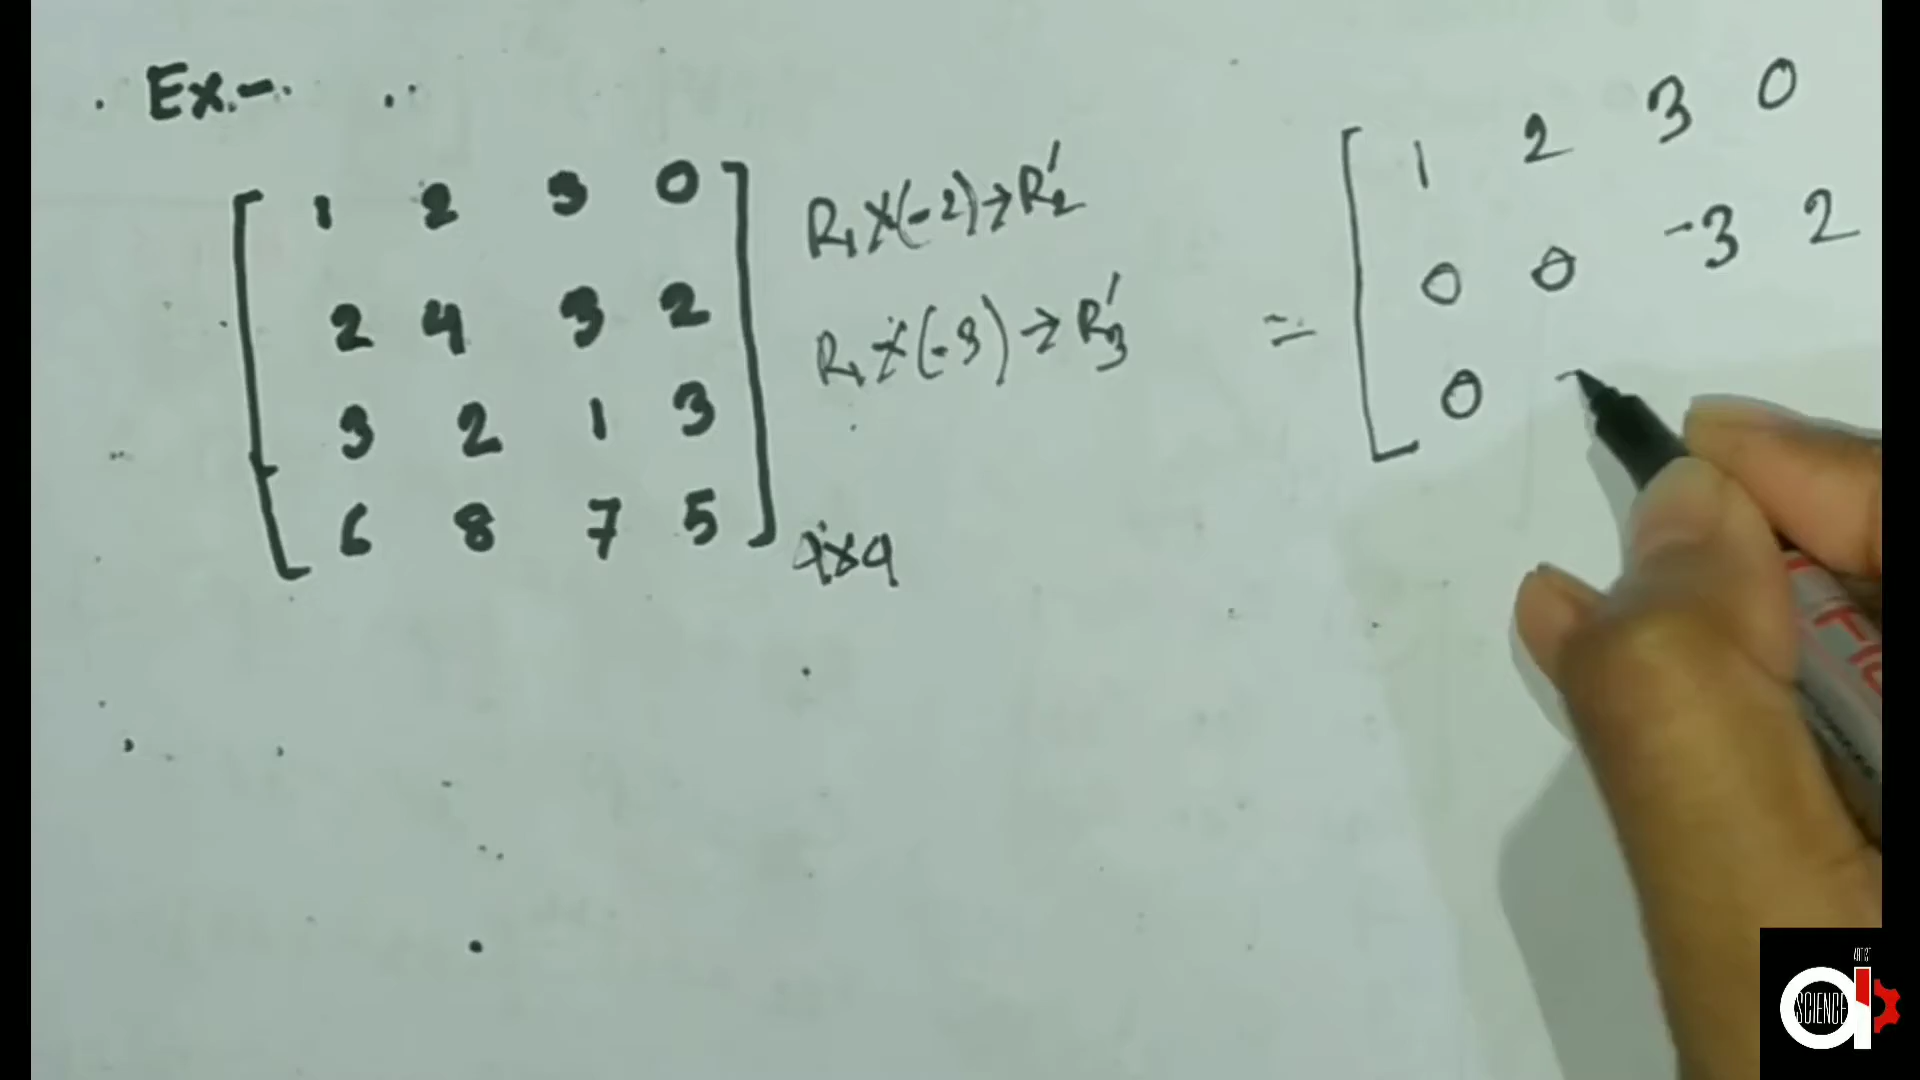 Ex.-
1 2 3 0 R₁×(-2)→R₂'
2 4 3 2 R₁×(-3)→R₃'
3 2 1 3
6 8 7 5 4×4
= 1 2 3 0
0 0 -3 2
0 -
SCIENCE